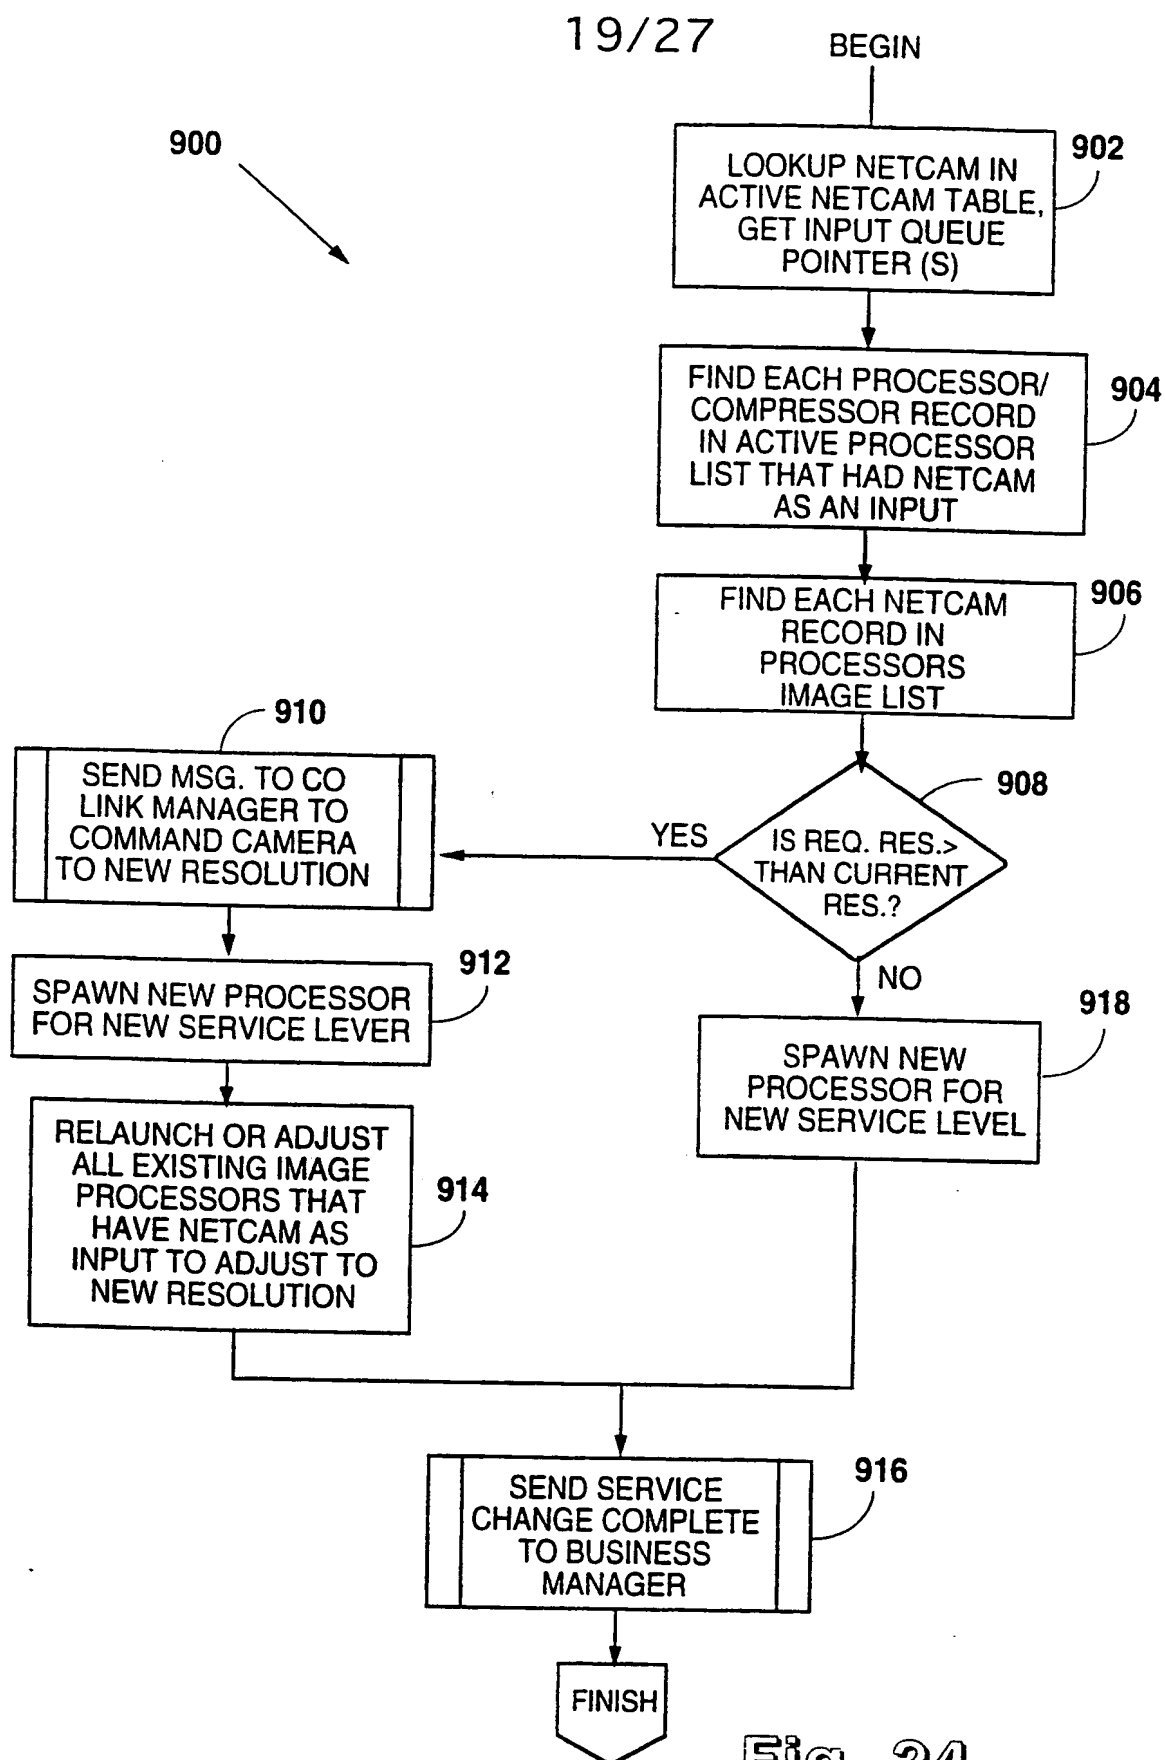 19/27
BEGIN
900
902
LOOKUP NETCAM IN
ACTIVE NETCAM TABLE,
GET INPUT QUEUE
POINTER (S)
904
FIND EACH PROCESSOR/
COMPRESSOR RECORD
IN ACTIVE PROCESSOR
LIST THAT HAD NETCAM
AS AN INPUT
906
FIND EACH NETCAM
RECORD IN
PROCESSORS
IMAGE LIST
908
IS REQ. RES.>
THAN CURRENT
RES.?
YES
NO
910
SEND MSG. TO CO
LINK MANAGER TO
COMMAND CAMERA
TO NEW RESOLUTION
912
SPAWN NEW PROCESSOR
FOR NEW SERVICE LEVER
914
RELAUNCH OR ADJUST
ALL EXISTING IMAGE
PROCESSORS THAT
HAVE NETCAM AS
INPUT TO ADJUST TO
NEW RESOLUTION
918
SPAWN NEW
PROCESSOR FOR
NEW SERVICE LEVEL
916
SEND SERVICE
CHANGE COMPLETE
TO BUSINESS
MANAGER
FINISH
Fig. 24